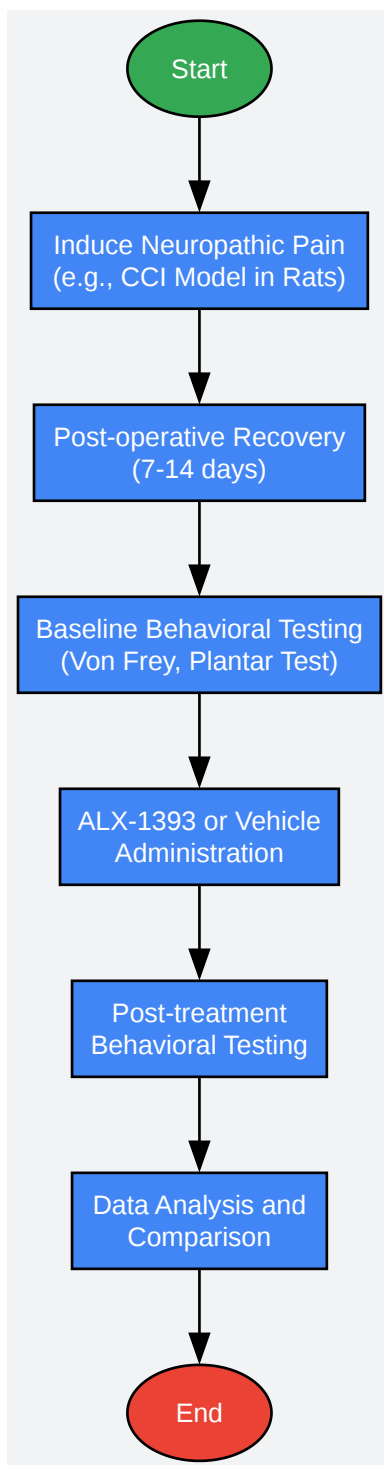 Start
Induce Neuropathic Pain
(e.g., CCI Model in Rats)
Post-operative Recovery
(7-14 days)
Baseline Behavioral Testing
(Von Frey, Plantar Test)
ALX-1393 or Vehicle
Administration
Post-treatment
Behavioral Testing
Data Analysis and
Comparison
End